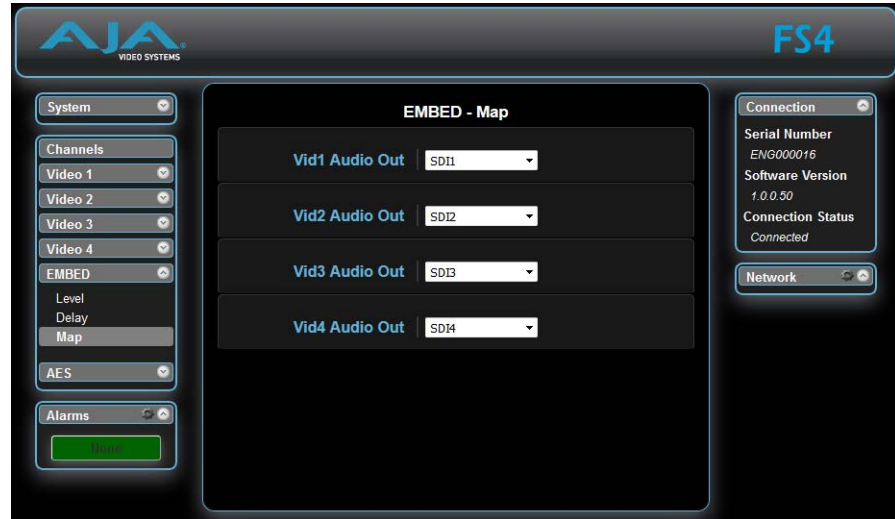 AJA
VIDEO SYSTEMS
FS4
System
Channels
Video 1
Video 2
Video 3
Video 4
EMBED
Level
Delay
Map
AES
Alarms
None
EMBED - Map
Vid1 Audio Out SDI1
Vid2 Audio Out SDI2
Vid3 Audio Out SDI3
Vid4 Audio Out SDI4
Connection
Serial Number
ENG000016
Software Version
1.0.0.50
Connection Status
Connected
Network